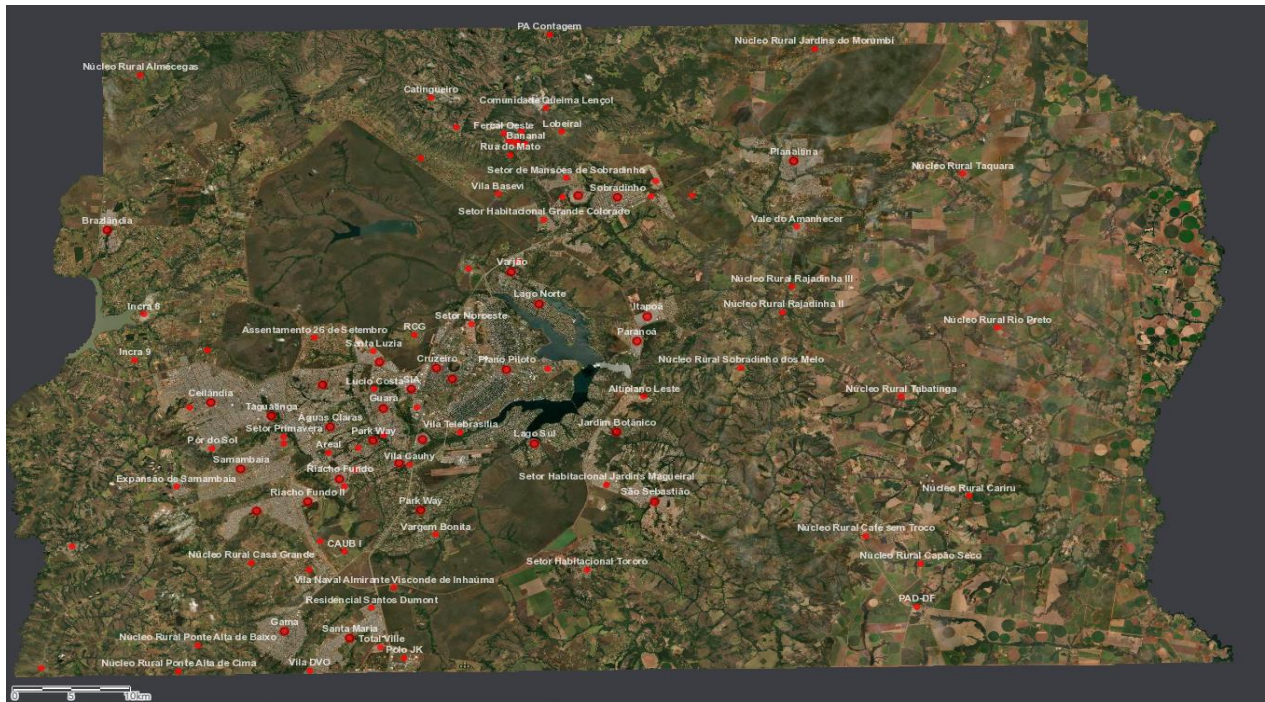 PA Contagem
Núcleo Rural Jardins do Morumbi
Núcleo Rural Almécegas
Catingueiro
Comunidade Queima Lençol
Fercal Oeste
Lobeiral
Bananal
Rua do Mato
Planaltina
Núcleo Rural Taquara
Setor de Mansões de Sobradinho
Vila Basevi
Sobradinho
Setor Habitacional Grande Colorado
Vale do Amanhecer
Brazlândia
Varjão
Núcleo Rural Rajadinha III
Lago Norte
Incra 8
Itapoã
Núcleo Rural Rajadinha II
Setor Noroeste
Núcleo Rural Rio Preto
Assentamento 26 de Setembro
RCG
Paranoá
Santa Luzia
Incra 9
Cruzeiro
Plano Piloto
Núcleo Rural Sobradinho dos Melo
Lucio Costa
SIA
Altiplano Leste
Núcleo Rural Tabatinga
Ceilândia
Guará
Taguatinga
Aguas Claras
Setor Primavera
Park Way
Vila Telebrasília
Jardim Botânico
Lago Sul
Por do Sol
Areal
Samambaia
Vila Cauhy
Riacho Fundo
Expansão de Samambaia
Setor Habitacional Jardins Magueiral
São Sebastião
Núcleo Rural Cariru
Riacho Fundo II
Park Way
Vargem Bonita
Núcleo Rural Café sem Troco
CAUB I
Núcleo Rural Casa Grande
Setor Habitacional Tororó
Núcleo Rural Capão Seco
Vila Naval Almirante Visconde de Inhaúma
Residencial Santos Dumont
PAD-DF
Gama
Santa Maria
Núcleo Rural Ponte Alta de Baixo
Total Ville
Polo JK
Núcleo Rural Ponte Alta de Cima
Vila DVO
0 5 10km